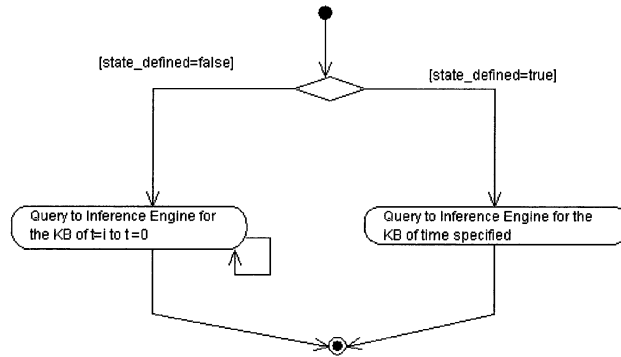 [state_defined=false]
[state_defined=true]
Query to Inference Engine for
the KB of t=i to t=0
Query to Inference Engine for the
KB of time specified